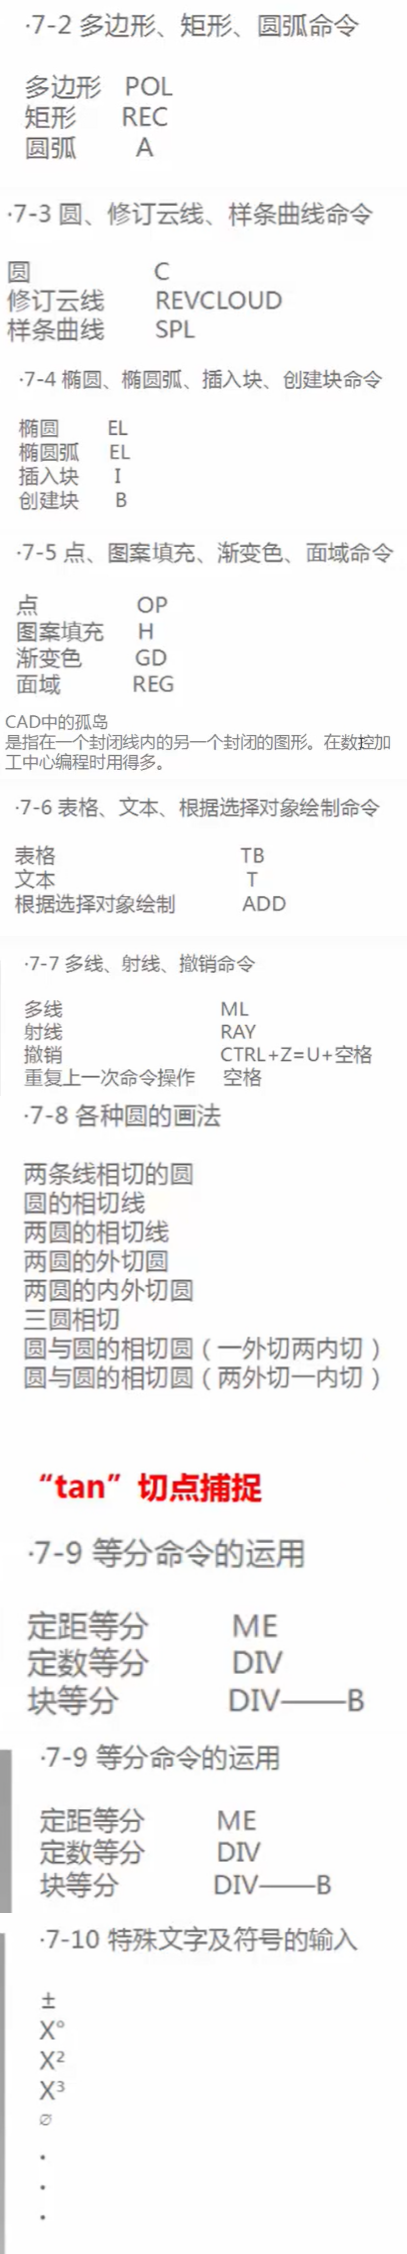 ·7-2 多边形、矩形、圆弧命令
多边形 POL
矩形 REC
圆弧 A
·7-3 圆、修订云线、样条曲线命令
圆 C
修订云线 REVCLOUD
样条曲线 SPL
·7-4 椭圆、椭圆弧、插入块、创建块命令
椭圆 EL
椭圆弧 EL
插入块 I
创建块 B
·7-5 点、图案填充、渐变色、面域命令
点 OP
图案填充 H
渐变色 GD
面域 REG
CAD中的孤岛
是指在一个封闭线内的另一个封闭的图形。在数控加
工中心编程时用得多。
·7-6 表格、文本、根据选择对象绘制命令
表格 TB
文本 T
根据选择对象绘制 ADD
·7-7 多线、射线、撤销命令
多线 ML
射线 RAY
撤销 CTRL+Z=U+空格
重复上一次命令操作 空格
·7-8 各种圆的画法
两条线相切的圆
圆的相切线
两圆的相切线
两圆的外切圆
两圆的内外切圆
三圆相切
圆与圆的相切圆（一外切两内切）
圆与圆的相切圆（两外切一内切）
“tan”切点捕捉
·7-9 等分命令的运用
定距等分 ME
定数等分 DIV
块等分 DIV——B
·7-9 等分命令的运用
定距等分 ME
定数等分 DIV
块等分 DIV——B
·7-10 特殊文字及符号的输入
±
X°
X²
X³
∅
.
.
.